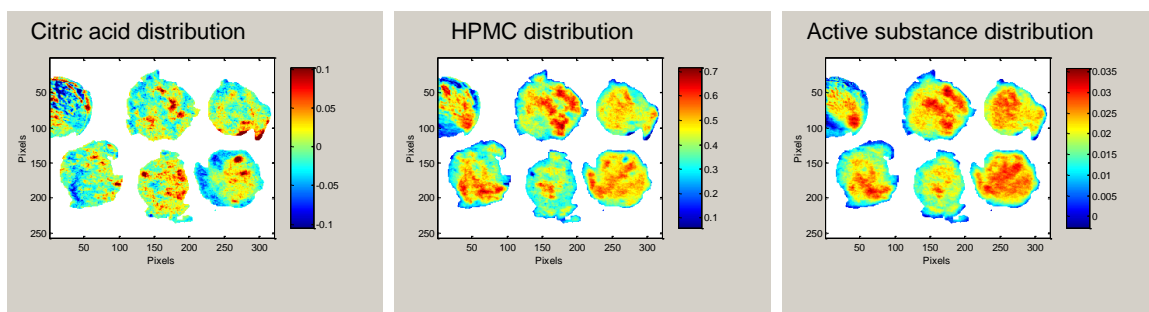 Citric acid distribution
50
100
150
200
250
Pixels
50 100 150 200 250 300
Pixels
0.1
0.05
0
-0.05
-0.1
HPMC distribution
50
100
150
200
250
Pixels
50 100 150 200 250 300
Pixels
0.7
0.6
0.5
0.4
0.3
0.2
0.1
Active substance distribution
50
100
150
200
250
Pixels
50 100 150 200 250 300
Pixels
0.035
0.03
0.025
0.02
0.015
0.01
0.005
0